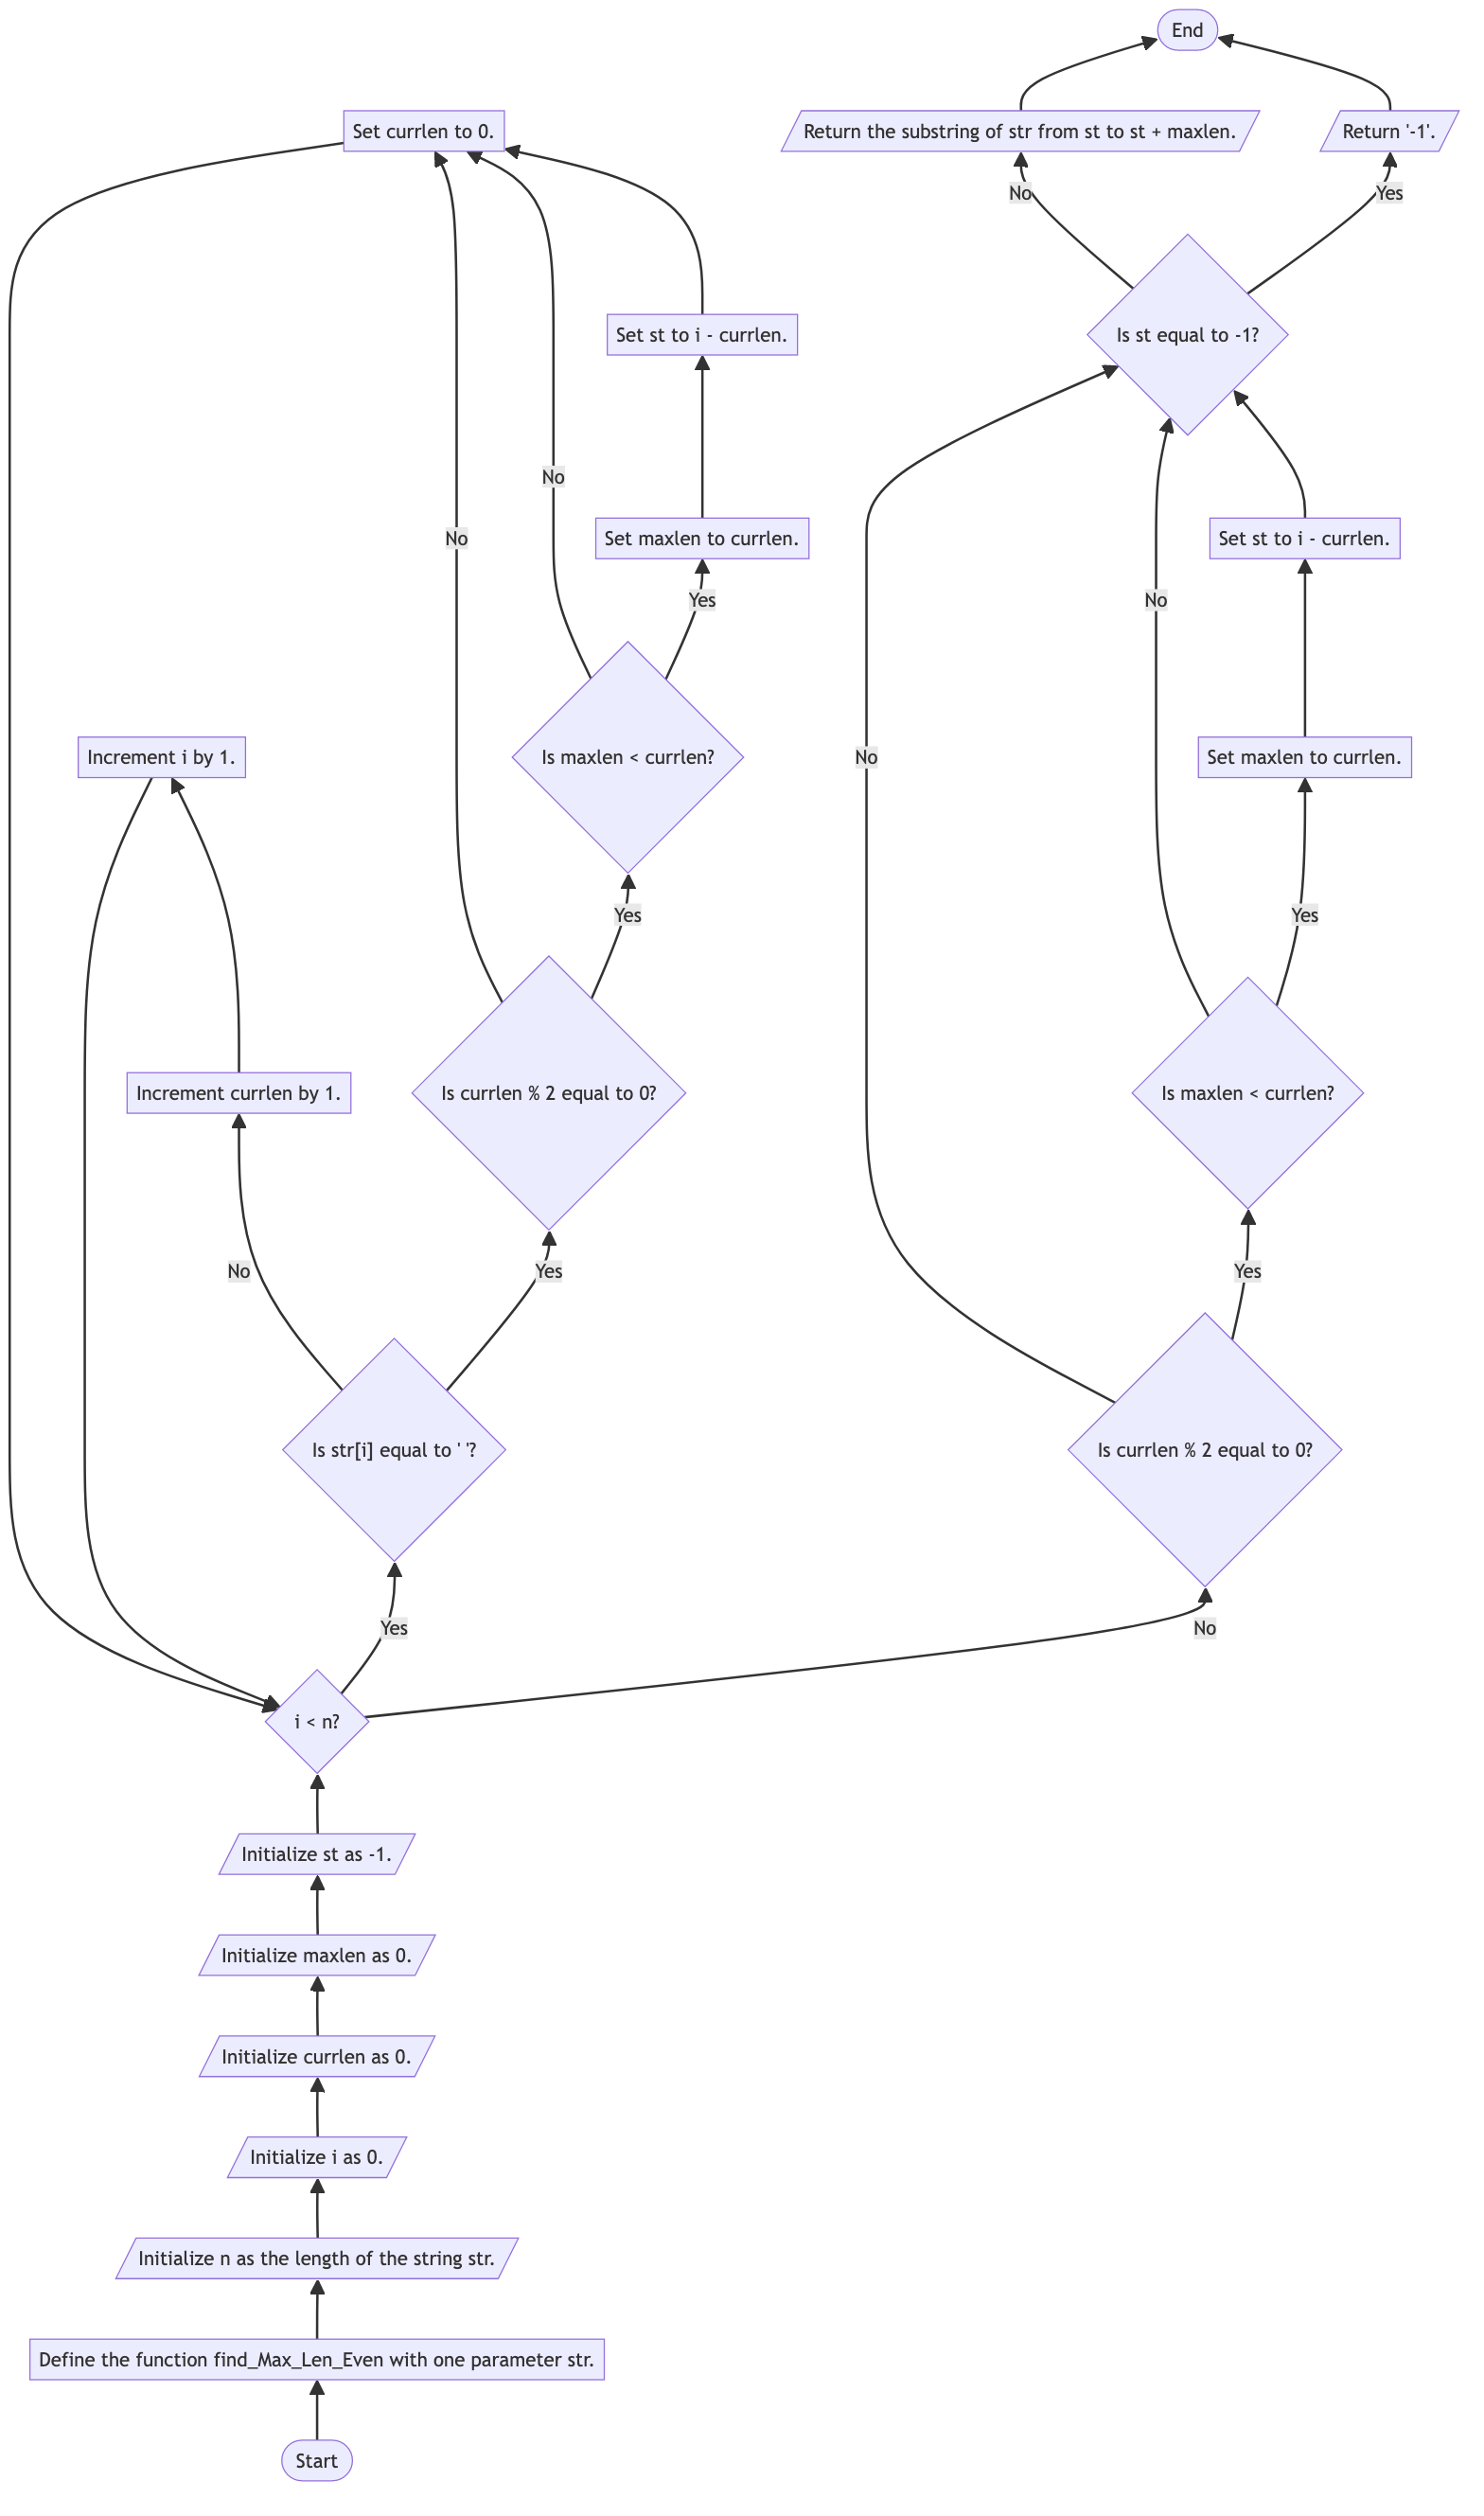 End
Set currlen to 0.
Return the substring of str from st to st + maxlen.
Return '-1'.
No
Yes
Set st to i - currlen.
Is st equal to -1?
No
No
Set maxlen to currlen.
Set st to i - currlen.
Yes
No
Increment i by 1.
Is maxlen < currlen?
No
Set maxlen to currlen.
Yes
Yes
Increment currlen by 1.
Is currlen % 2 equal to 0?
Is maxlen < currlen?
No
Yes
Yes
Is str[i] equal to ' '?
Is currlen % 2 equal to 0?
Yes
No
i < n?
Initialize st as -1.
Initialize maxlen as 0.
Initialize currlen as 0.
Initialize i as 0.
Initialize n as the length of the string str.
Define the function find_Max_Len_Even with one parameter str.
Start